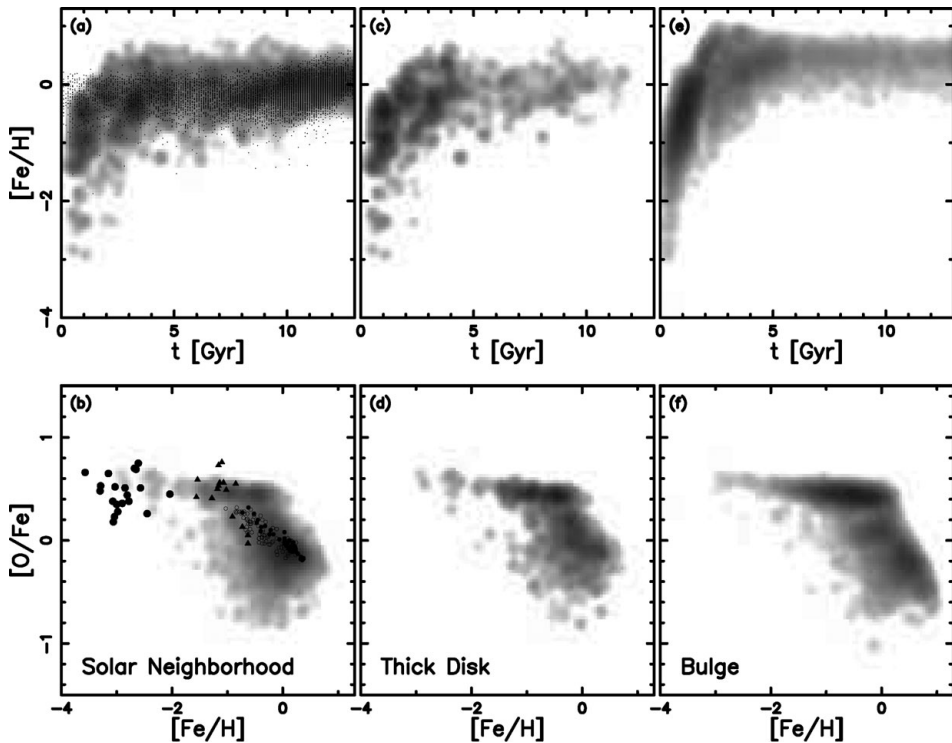 (a) (c) (e)
0
−2
−4
[Fe/H]
0 5 10 0 5 10 0 5 10
t [Gyr] t [Gyr] t [Gyr]
(b) (d) (f)
1
0
−1
[O/Fe]
Solar Neighborhood Thick Disk Bulge
−4 −2 0 −4 −2 0 −4 −2 0
[Fe/H] [Fe/H] [Fe/H]